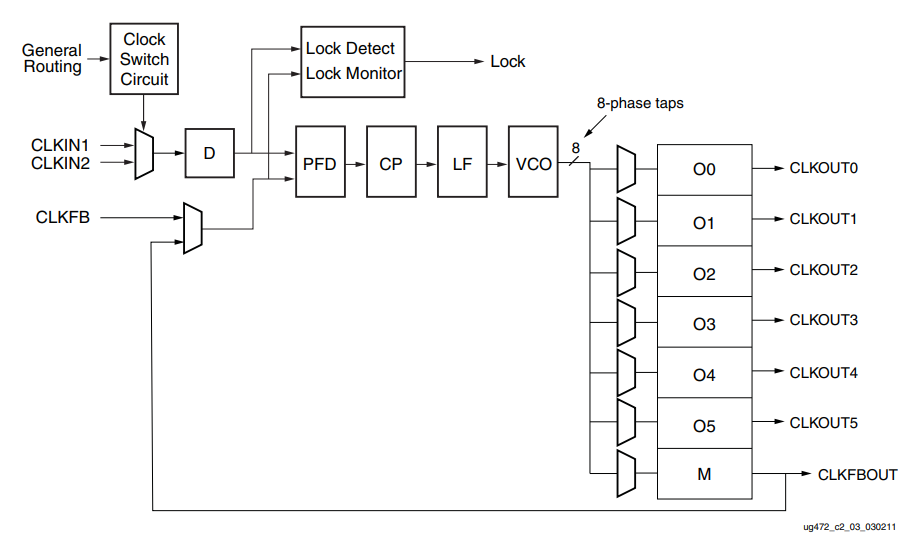 General
Routing
Clock
Switch
Circuit
Lock Detect
Lock Monitor
Lock
8-phase taps
CLKIN1
CLKIN2
D
PFD
CP
LF
VCO
8
CLKFB
O0
CLKOUT0
O1
CLKOUT1
O2
CLKOUT2
O3
CLKOUT3
O4
CLKOUT4
O5
CLKOUT5
M
CLKFBOUT
ug472_c2_03_030211